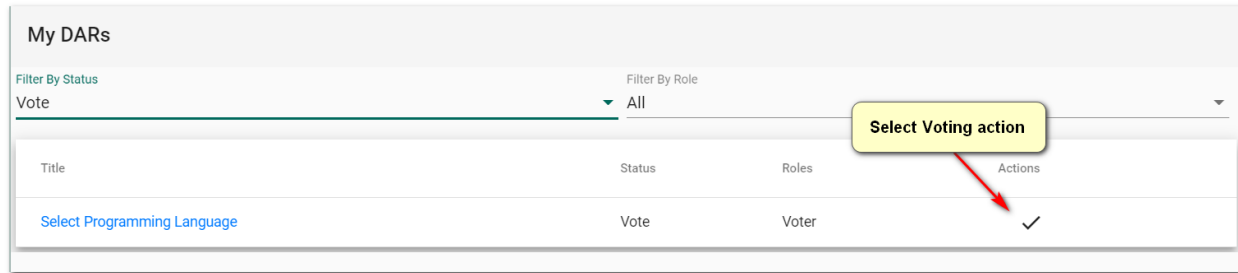 My DARs
Filter By Status
Filter By Role
Vote
All
Select Voting action
Title
Status
Roles
Actions
Select Programming Language
Vote
Voter